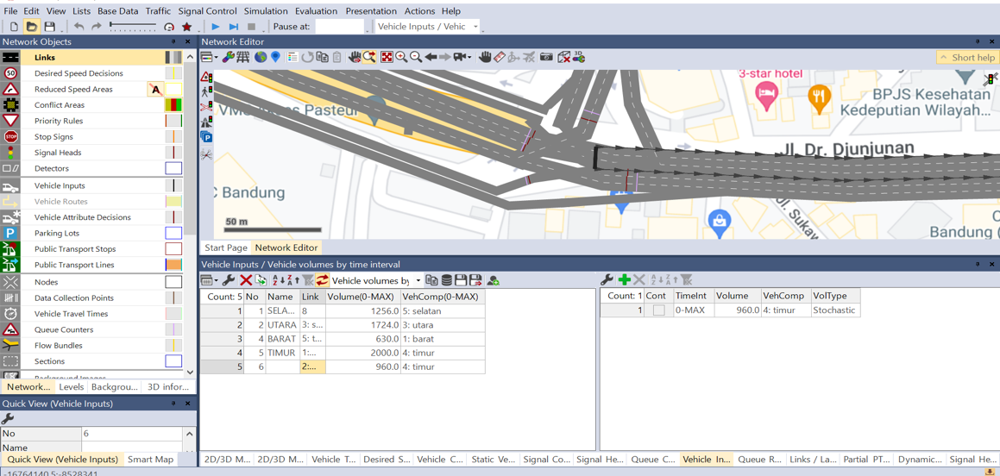 File Edit View Lists Base Data Traffic Signal Control Simulation Evaluation Presentation Actions Help
Pause at: Vehicle Inputs / Vehic
Network Objects
Links
50 Desired Speed Decisions
A Reduced Speed Areas
Conflict Areas
Priority Rules
STOP Stop Signs
Signal Heads
Detectors
Vehicle Inputs
Vehicle Routes
Vehicle Attribute Decisions
P Parking Lots
Public Transport Stops
Public Transport Lines
Nodes
Data Collection Points
Vehicle Travel Times
Queue Counters
Flow Bundles
Sections
Background Images
Network... Levels Backgrou... 3D infor...
Quick View (Vehicle Inputs)
No 6
Name
Quick View (Vehicle Inputs) Smart Map
-16764140.5:-8528341
Network Editor
3D
Short help
3-star hotel
BPJS Kesehatan
Kedeputian Wilayah...
Pasteur
Jl. Dr. Djunjunan
Bandung
Jl. Sukaw
Bandung (
50 m
Start Page Network Editor
Vehicle Inputs / Vehicle volumes by time interval
Vehicle volumes by
Count: 5 No Name Link Volume(0-MAX) VehComp(0-MAX)
1 1 SELA... 8 1256.0 5: selatan
2 2 UTARA 3: s... 1724.0 3: utara
3 4 BARAT 5: t... 630.0 1: barat
4 5 TIMUR 1:... 2000.0 4: timur
5 6 2:... 960.0 4: timur
Count: 1 Cont TimeInt Volume VehComp VolType
1 0-MAX 960.0 4: timur Stochastic
2D/3D M... 2D/3D M... Vehicle T... Desired S... Vehicle C... Static Ve... Signal Co... Signal He... Queue C... Vehicle In... Queue R... Links / La... Partial PT... Dynamic... Signal He...